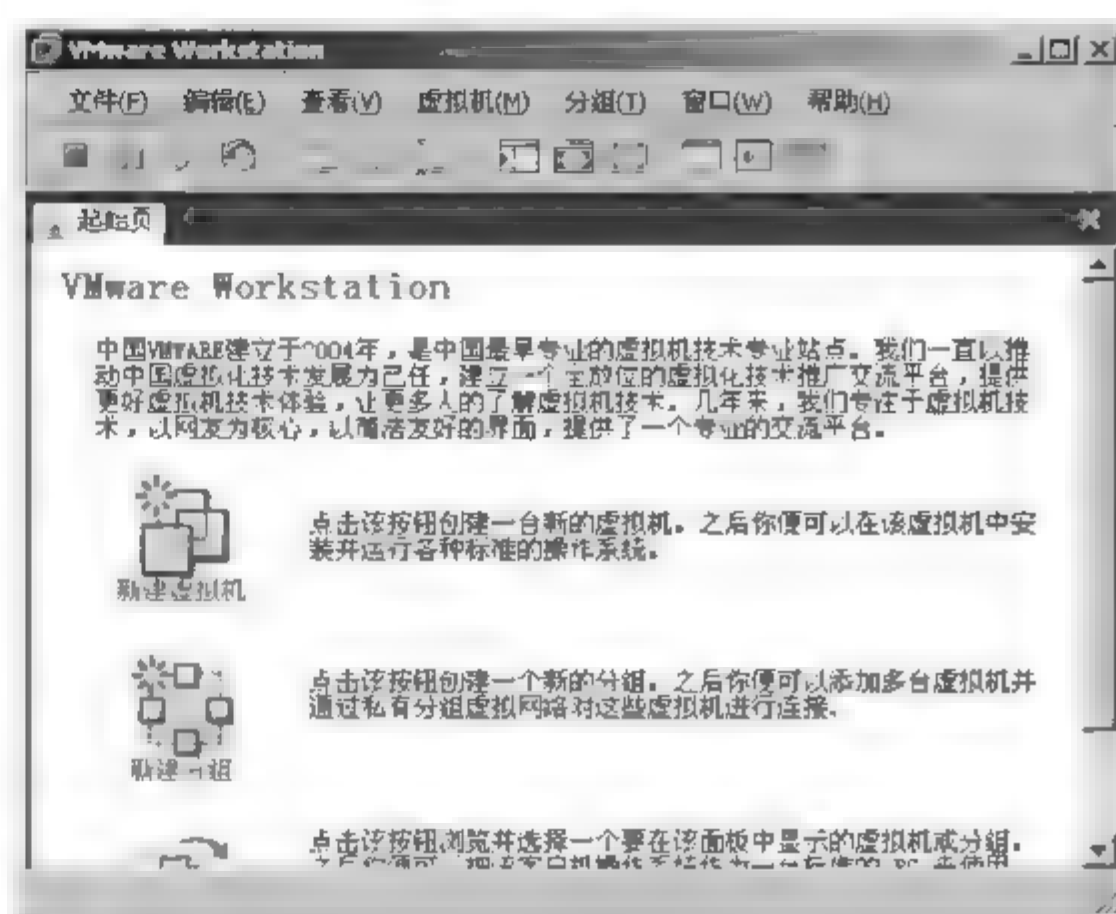 VMware Workstation
文件(F) 编辑(E) 查看(V) 虚拟机(M) 分组(T) 窗口(W) 帮助(H)
起始页
VMware Workstation
中国VMWARE建立于2004年，是中国最早专业的虚拟机技术专业站点。我们一直以推
动中国虚拟化技术发展为己任，建立一个全放位的虚拟化技术推广交流平台，提供
更好虚拟机技术体验，让更多人的了解虚拟机技术。几年来，我们专注于虚拟机技
术，以网友为核心，以简洁友好的界面，提供了一个专业的交流平台。
点击该按钮创建一台新的虚拟机。之后你便可以在该虚拟机中安
装并运行各种标准的操作系统。
新建虚拟机
点击该按钮创建一个新的分组。之后你便可以添加多台虚拟机并
通过私有分组虚拟网络对这些虚拟机进行连接。
新建分组
点击该按钮浏览并选择一个要在该面板中显示的虚拟机或分组。